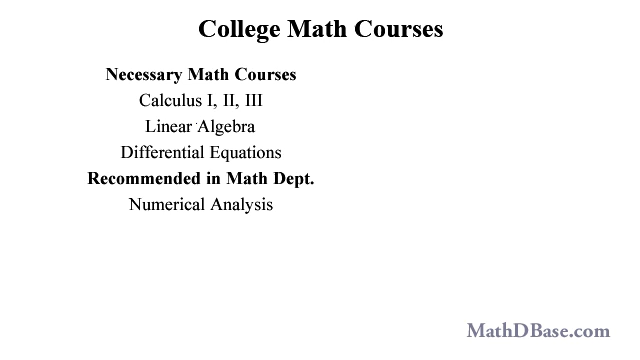 College Math Courses
Necessary Math Courses
Calculus I, II, III
Linear Algebra
Differential Equations
Recommended in Math Dept.
Numerical Analysis
MathDBase.com